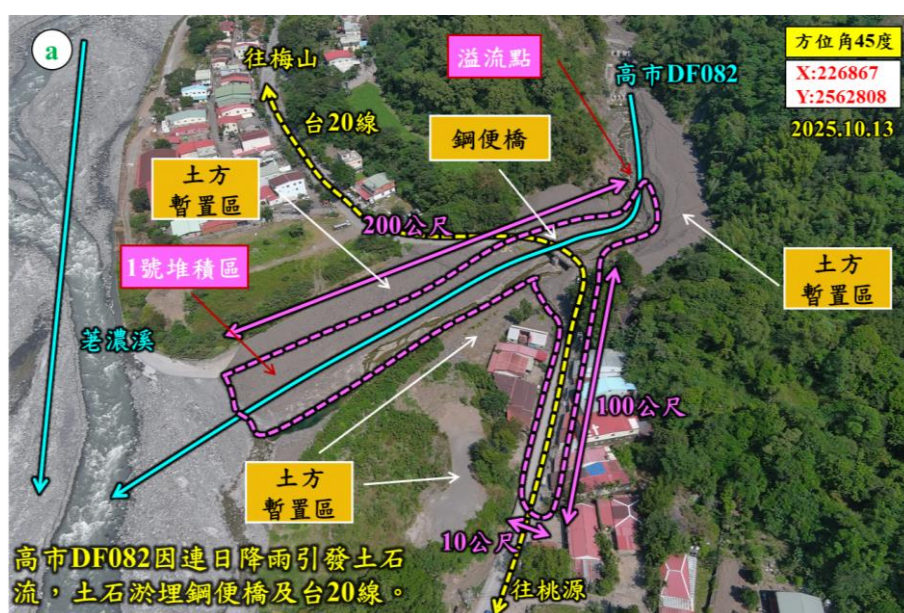 a
往梅山
溢流點
高市DF082
方位角45度
X:226867
Y:2562808
2025.10.13
台20線
鋼便橋
土方
暫置區
200公尺
1號堆積區
土方
暫置區
荖濃溪
100公尺
土方
暫置區
10公尺
往桃源
高市DF082因連日降雨引發土石
流，土石淤埋鋼便橋及台20線。